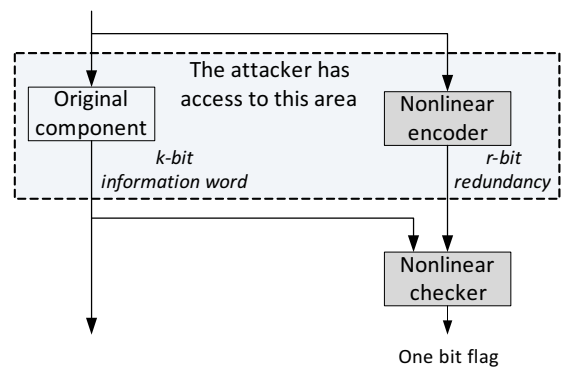 The attacker has
access to this area
Original
component
Nonlinear
encoder
k-bit
information word
r-bit
redundancy
Nonlinear
checker
One bit flag